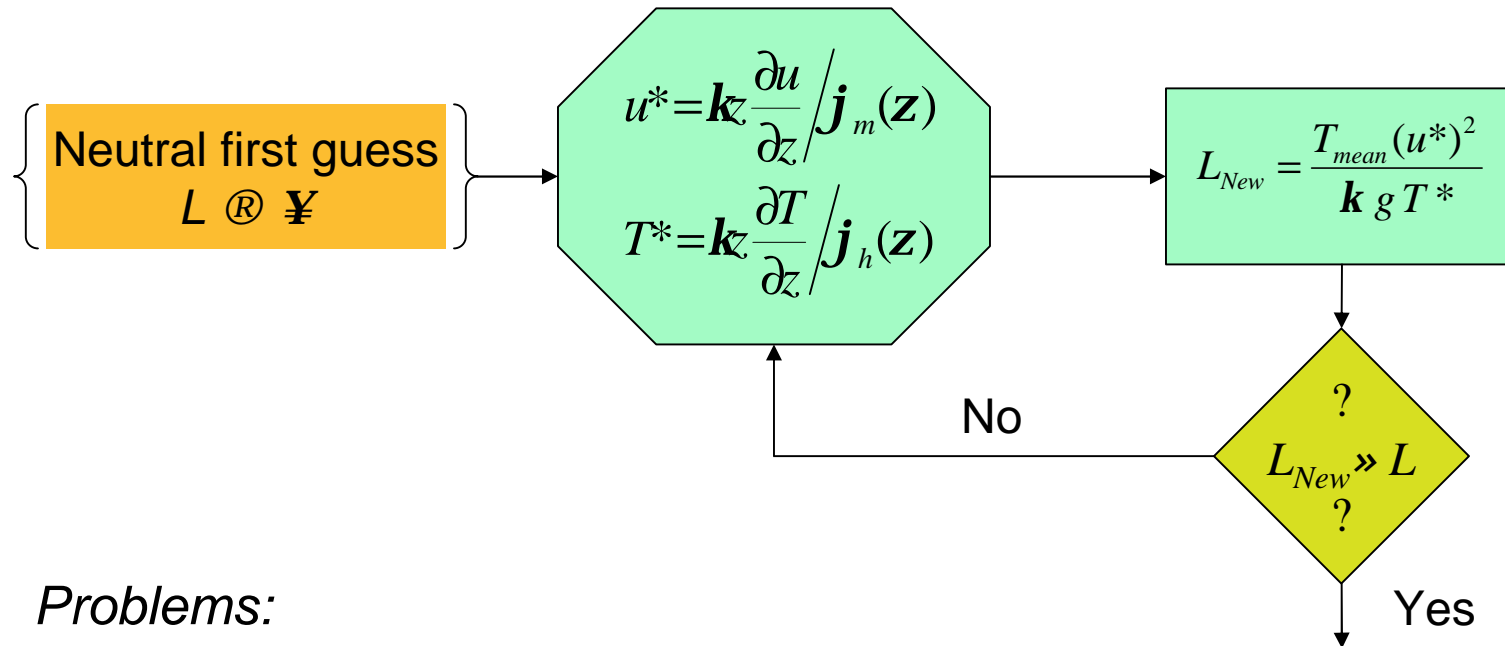 Neutral first guess
L ® ¥
u* = kz ∂u/∂z / j_m(z)
T* = kz ∂T/∂z / j_h(z)
L_New = T_mean (u*)² / k g T*
?
L_New » L
?
No
Yes
Problems: